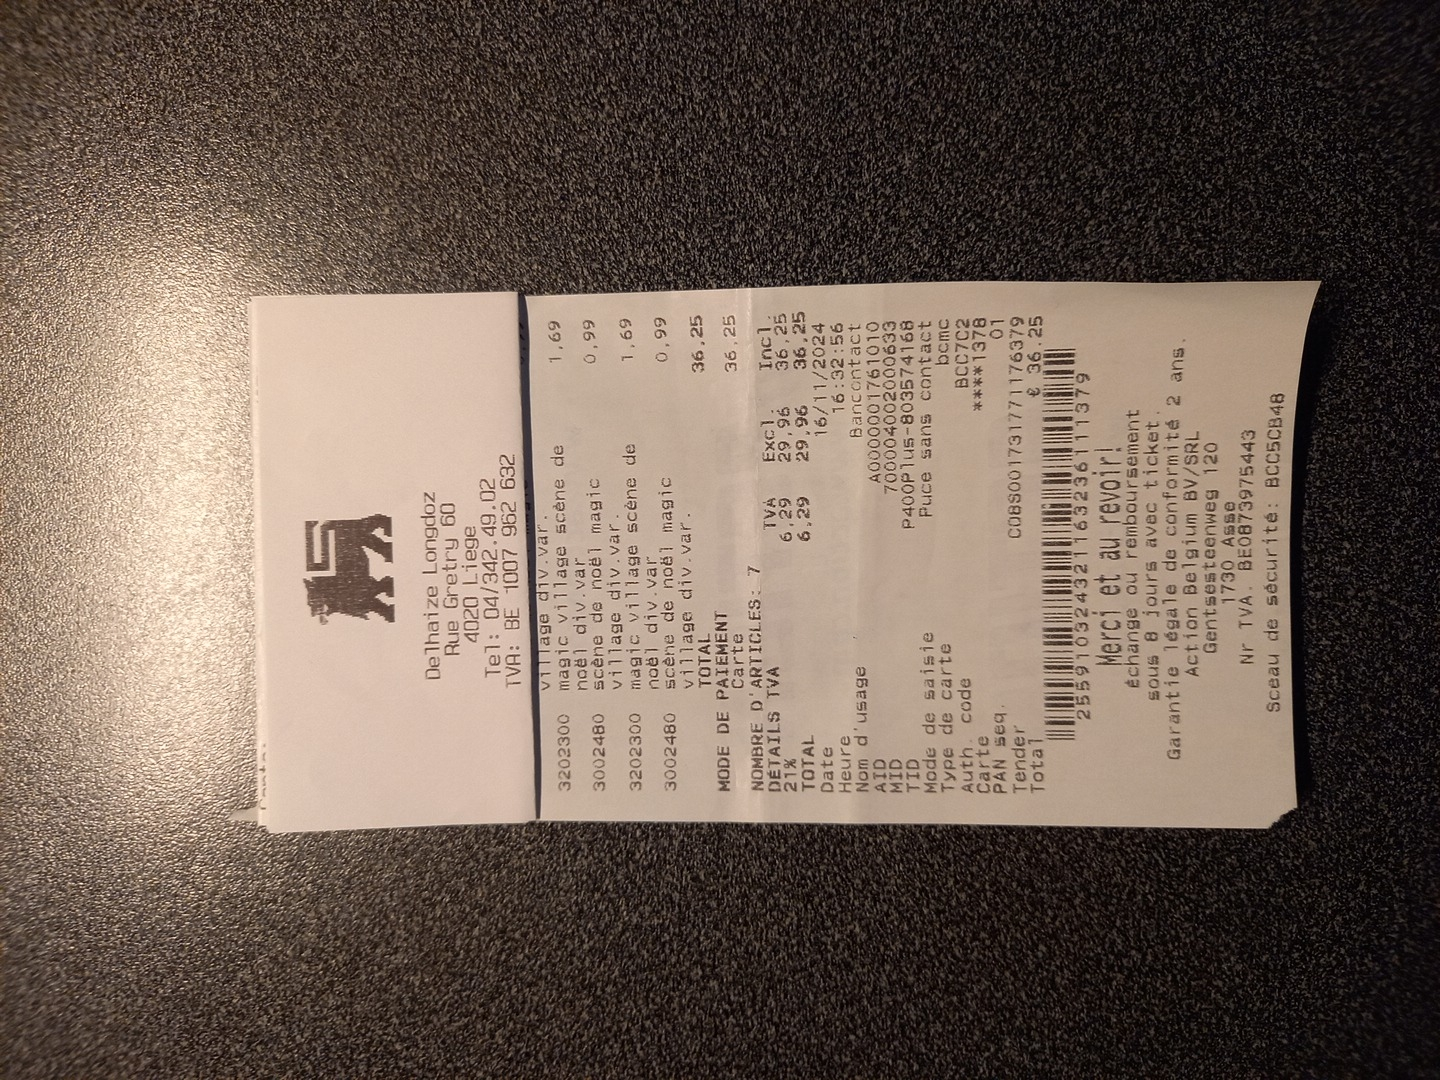 Delhaize Longdoz
Rue Gretry 60
4020 Liege
Tel: 04/342.49.02
TVA: BE 1007 962 632
village div.var.
3202300 magic village scène de 1,69
noël div.var
3002480 scène de noël magic 0,99
village div.var.
3202300 magic village scène de 1,69
noël div.var
3002480 scène de noël magic 0,99
village div.var.
TOTAL 36,25
MODE DE PAIEMENT
Carte 36,25
NOMBRE D'ARTICLES: 7
DÉTAILS TVA TVA Excl. Incl.
21% 6,29 29,96 36,25
TOTAL 6,29 29,96 36,25
Date 16/11/2024
Heure 16:32:56
Nom d'usage Bancontact
AID A0000001761010
MID 70004002000633
TID P400Plus-803574168
Mode de saisie Puce sans contact
Type de carte bcmc
Auth. code BCC7C2
Carte ****1378
PAN seq. 01
Tender C08S0017317771176379
Total € 36.25
255910324321163236111379
Merci et au revoir!
échange ou remboursement
sous 8 jours avec ticket.
Garantie légale de conformité 2 ans.
Action Belgium BV/SRL
Gentsesteenweg 120
1730 Asse
Nr TVA. BE0873975443
Sceau de sécurité: BCC5CB48